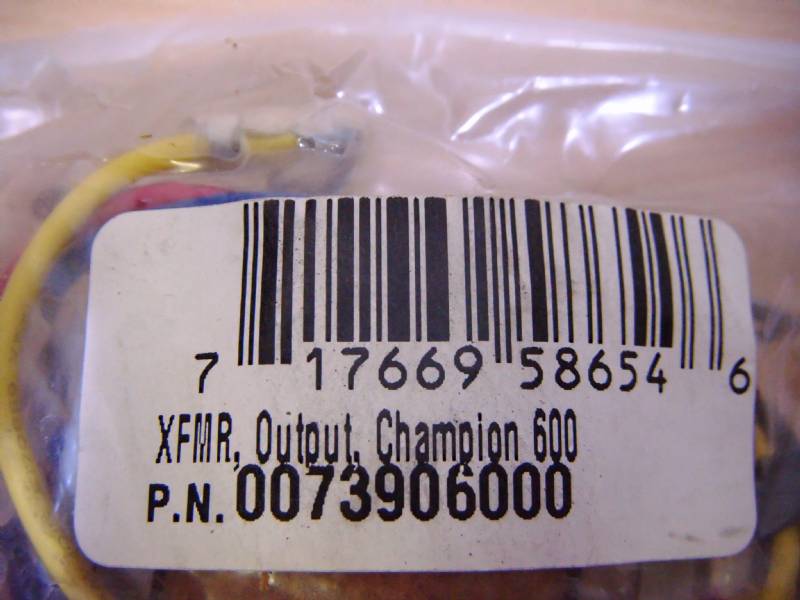 7 17669 58654 6
XFMR, Output, Champion 600
P.N. 0073906000